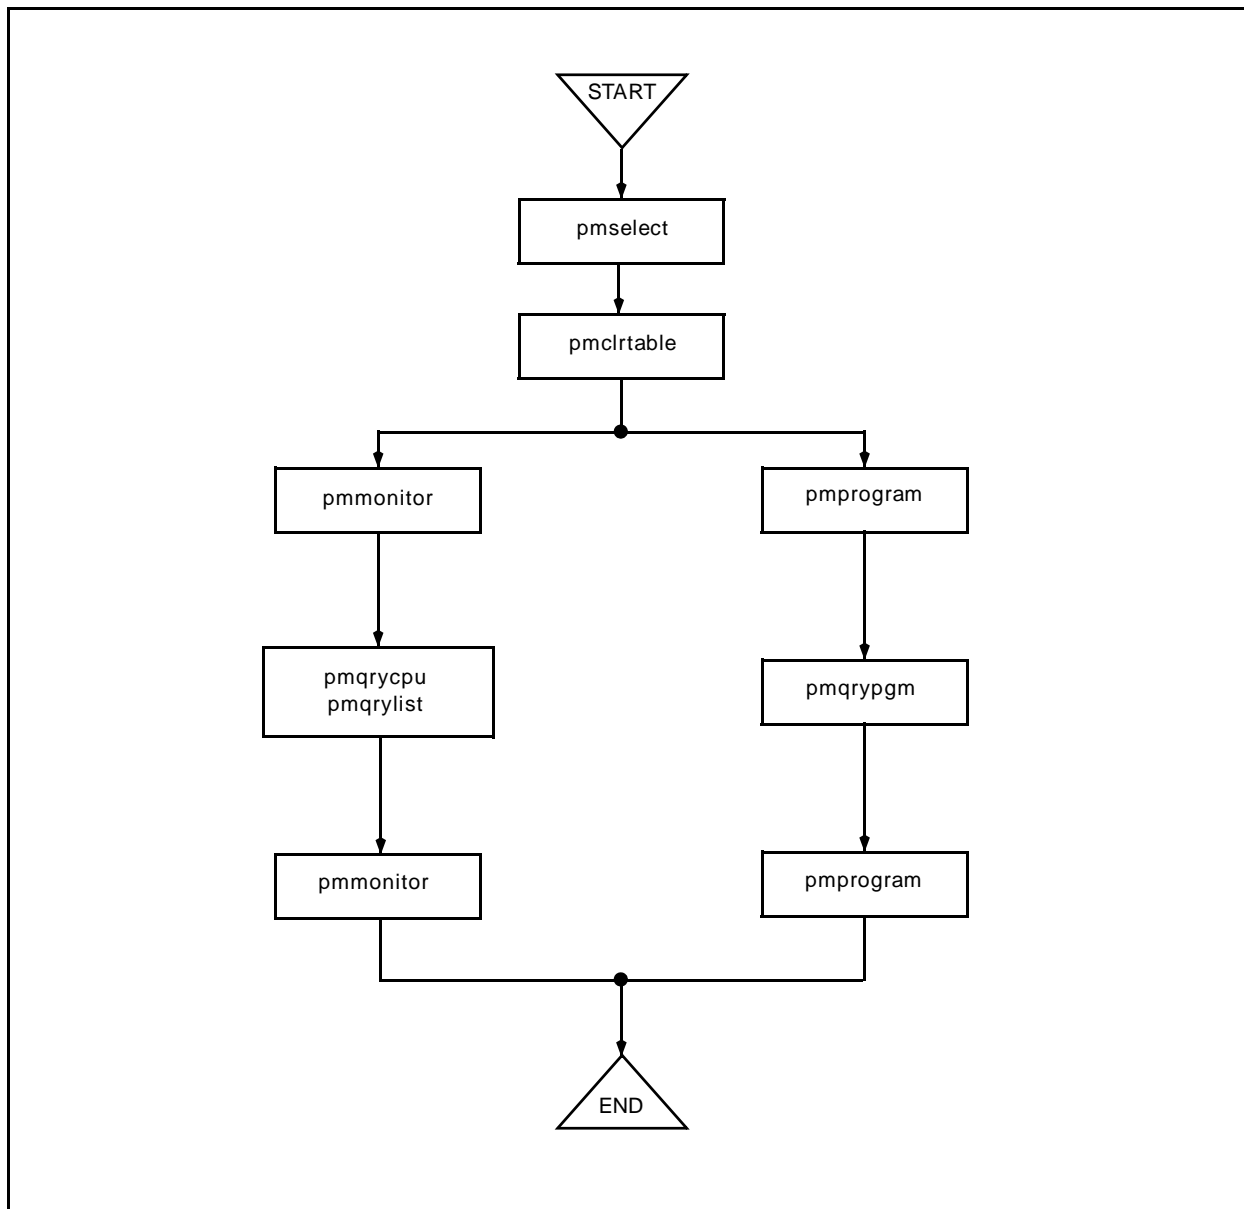 START
pmselect
pmclrtable
pmmonitor
pmprogram
pmqrycpu
pmqrylist
pmqrypgm
pmmonitor
pmprogram
END